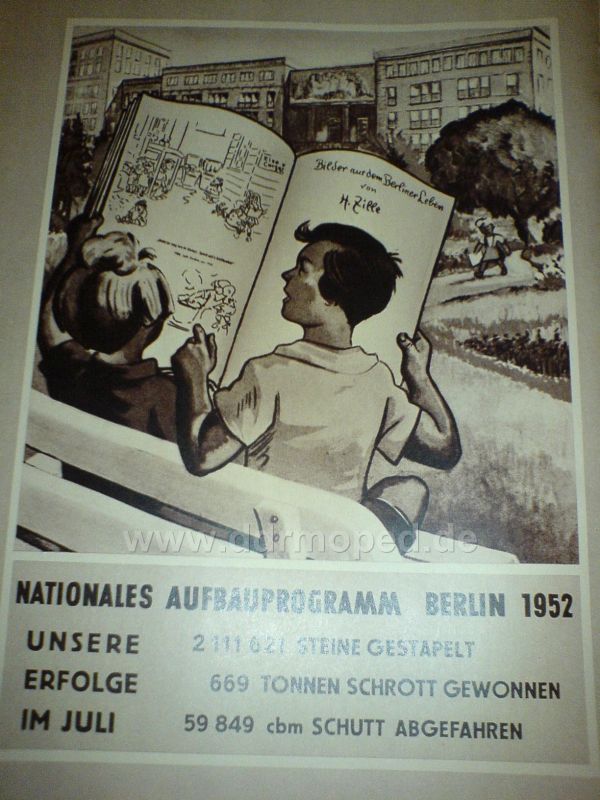 Bilder aus dem Berliner Leben
von
H. Zille
www.ddrmoped.de
NATIONALES AUFBAUPROGRAMM BERLIN 1952
UNSERE 2 111 621 STEINE GESTAPELT
ERFOLGE 669 TONNEN SCHROTT GEWONNEN
IM JULI 59 849 cbm SCHUTT ABGEFAHREN